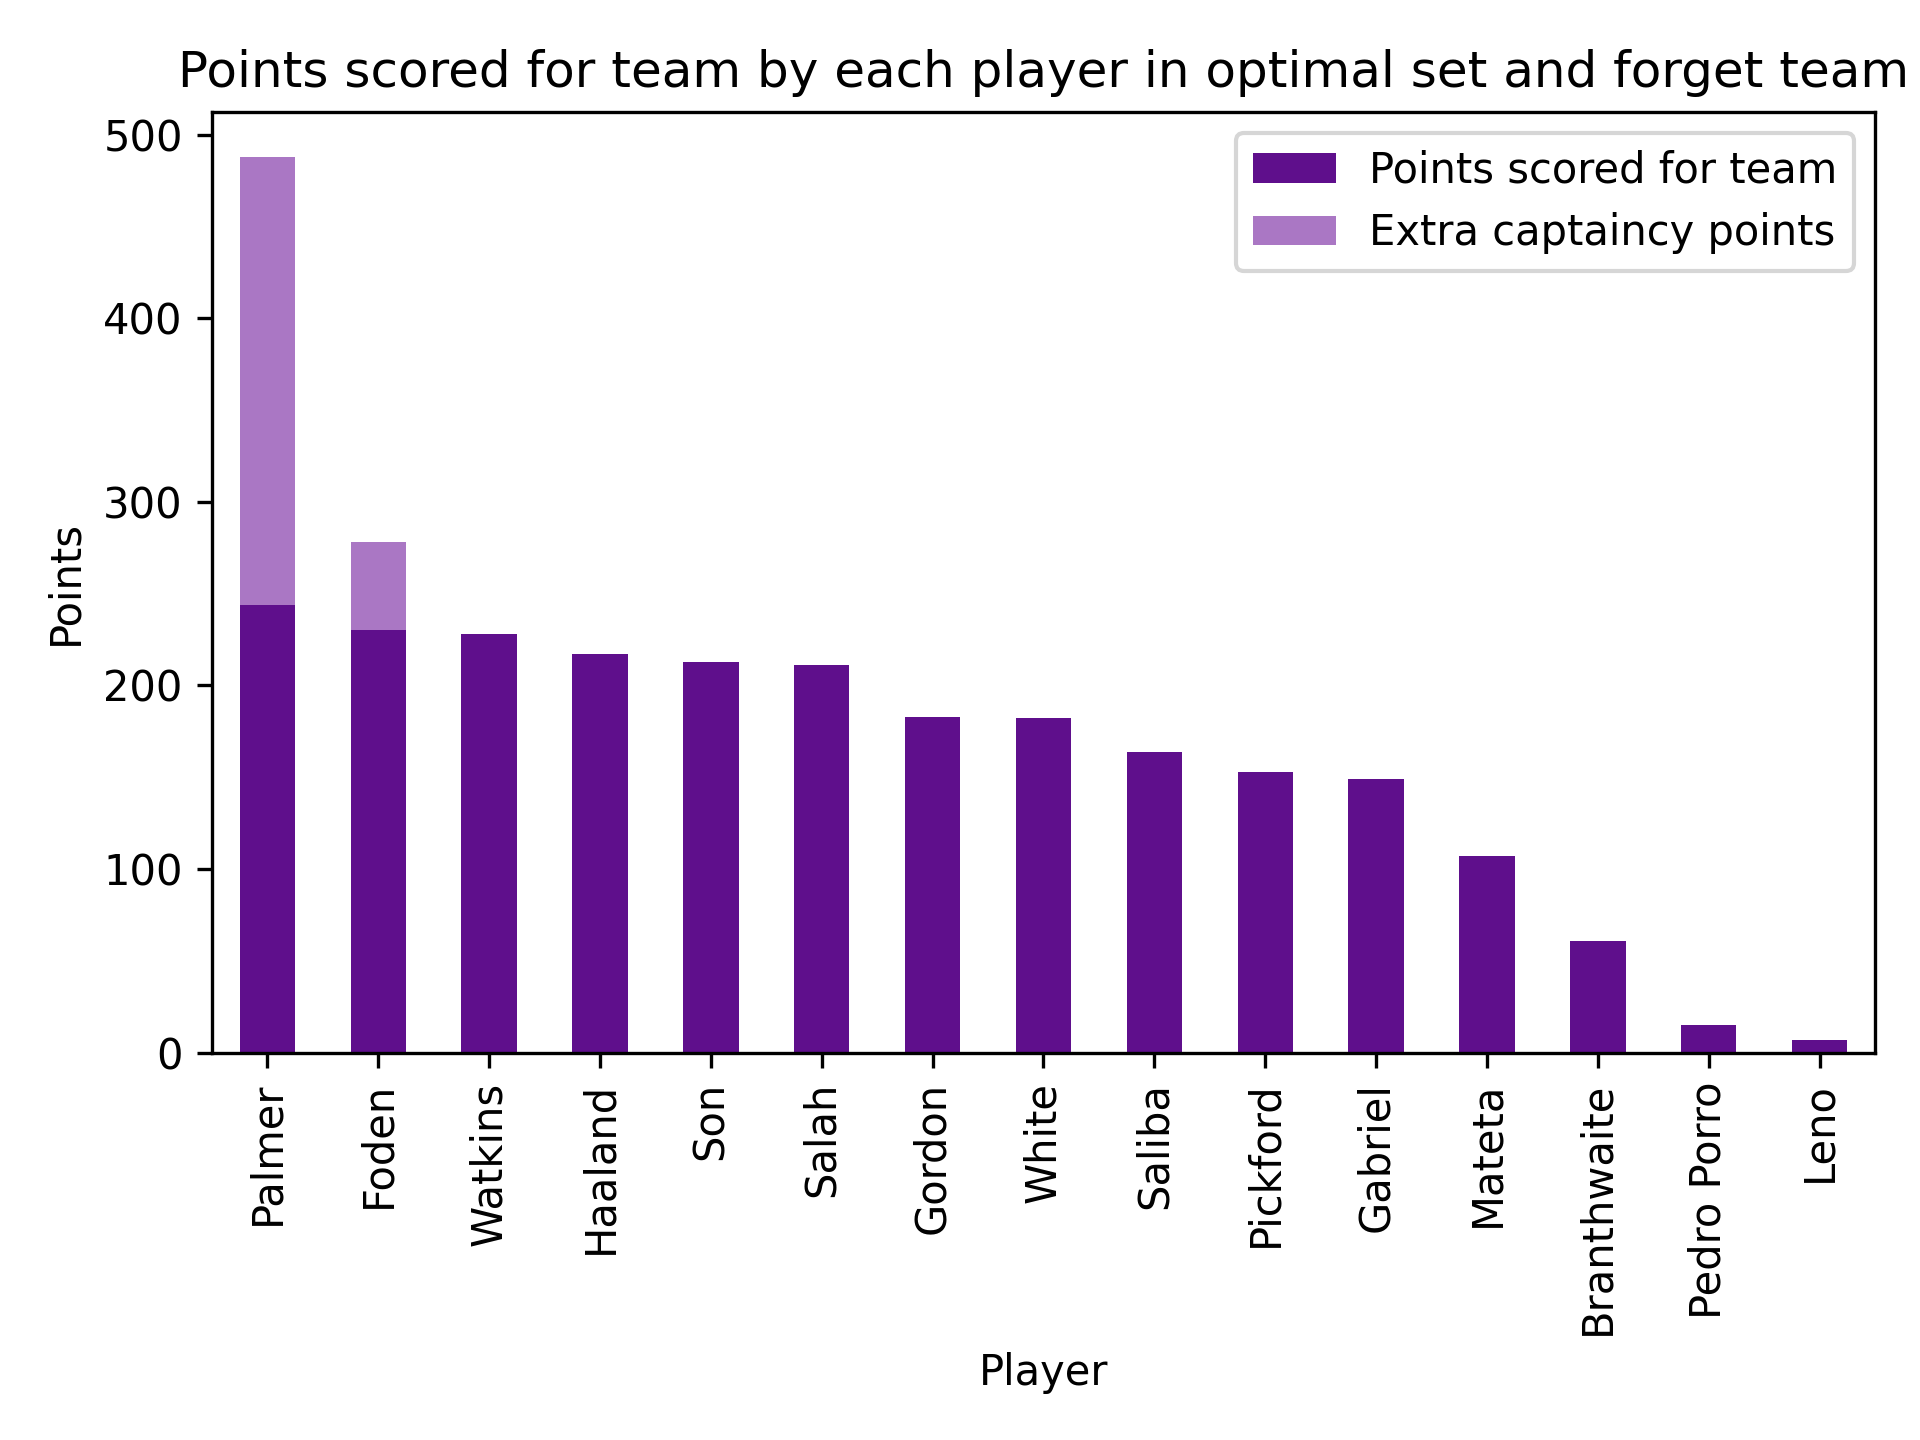 Points scored for team by each player in optimal set and forget team
Points scored for team
Extra captaincy points
Points
500
400
300
200
100
0
Palmer
Foden
Watkins
Haaland
Son
Salah
Gordon
White
Saliba
Pickford
Gabriel
Mateta
Branthwaite
Pedro Porro
Leno
Player